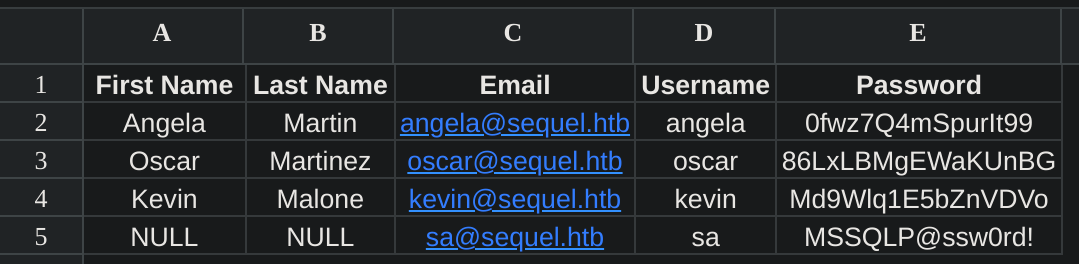 A B C D E
1 First Name Last Name Email Username Password
2 Angela Martin angela@sequel.htb angela 0fwz7Q4mSpurIt99
3 Oscar Martinez oscar@sequel.htb oscar 86LxLBMgEWaKUnBG
4 Kevin Malone kevin@sequel.htb kevin Md9Wlq1E5bZnVDVo
5 NULL NULL sa@sequel.htb sa MSSQLP@ssw0rd!